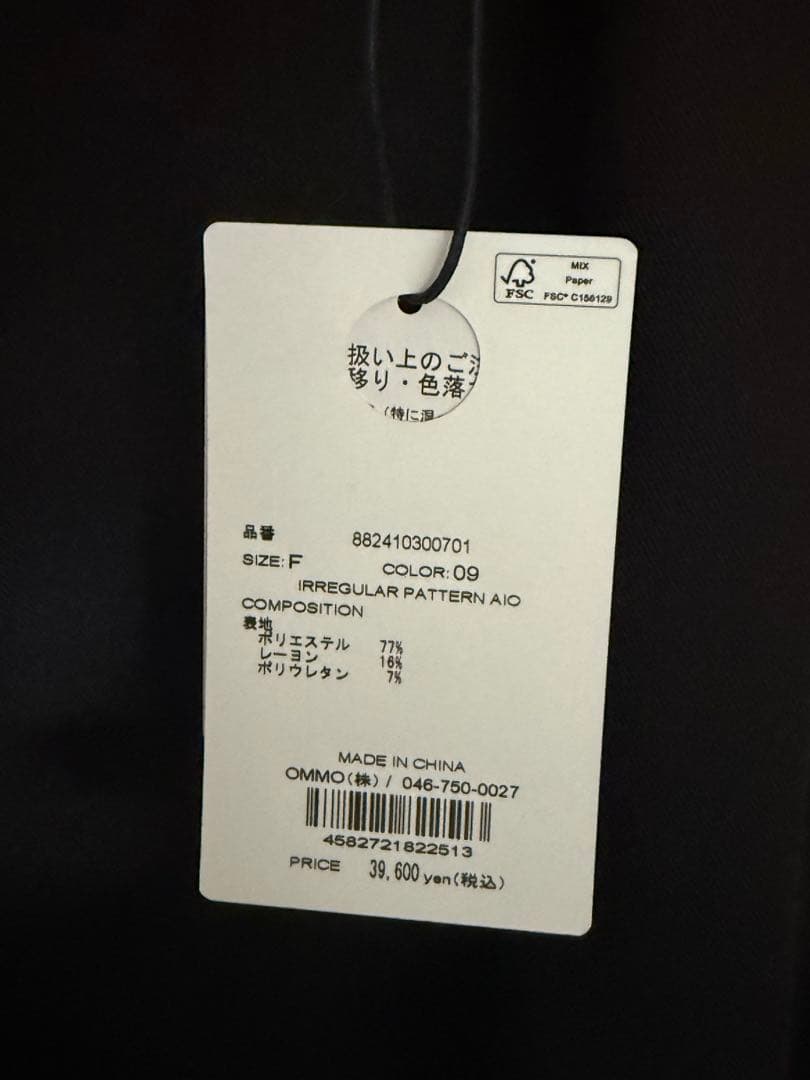 MIX
Paper
FSC FSC® C156129
扱い上のご注
移り・色落
(特に湿
品番 882410300701
SIZE: F COLOR: 09
IRREGULAR PATTERN AIO
COMPOSITION
表地
ポリエステル 77%
レーヨン 16%
ポリウレタン 7%
MADE IN CHINA
OMMO(株) / 046-750-0027
4582721822513
PRICE 39,600 yen(税込)